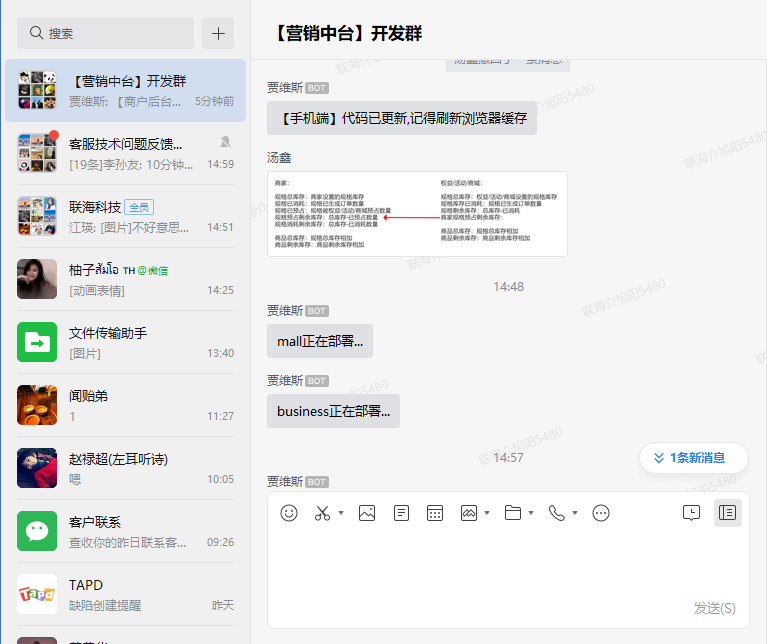 搜索
【营销中台】开发群
贾维斯: 【商户后台...
5分钟前
客服技术问题反馈...
[19条]李孙友: 10分钟...
14:59
联海科技 全员
江瑛: [图片]不好意思...
14:51
柚子ส้มโอ TH @微信
[动画表情]
14:25
文件传输助手
[图片]
13:40
闻贻弟
1
11:27
赵禄超(左耳听诗)
嗯
10:05
客户联系
查收你的昨日联系客...
09:26
TAPD
缺陷创建提醒
昨天
【营销中台】开发群
贾维斯 BOT
【手机端】代码已更新,记得刷新浏览器缓存
汤鑫
商家：
规格总库存：商家设置的规格库存
规格已消耗：规格已生成订单数量
规格已预占：规格被权益/活动/商城预占数量
规格预占剩余库存：总库存-已预占数量
规格消耗剩余库存：总库存-已消耗数量
商品总库存：规格总库存相加
商品剩余库存：商品剩余库存相加
权益/活动/商城：
规格总库存：权益/活动/商城设置的规格库存
规格库存已消耗：规格已生成订单数量
规格剩余库存：总库存-已消耗
商家规格预占剩余库存：
商品总库存：规格总库存相加
商品剩余库存：商品剩余库存相加
14:48
贾维斯 BOT
mall正在部署...
贾维斯 BOT
business正在部署...
14:57
1条新消息
贾维斯 BOT
发送(S)
联海介旭阳5480